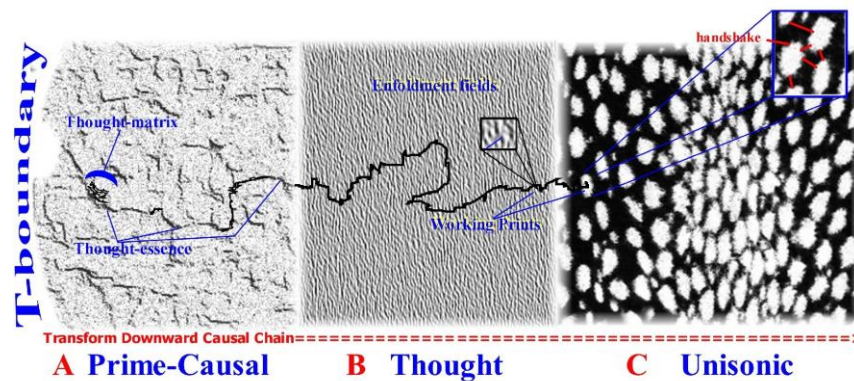 T-boundary
handshake
Enfoldment fields
Thought-matrix
Working Prints
Thought-essence
Transform Downward Causal Chain=================================>
A Prime-Causal B Thought C Unisonic